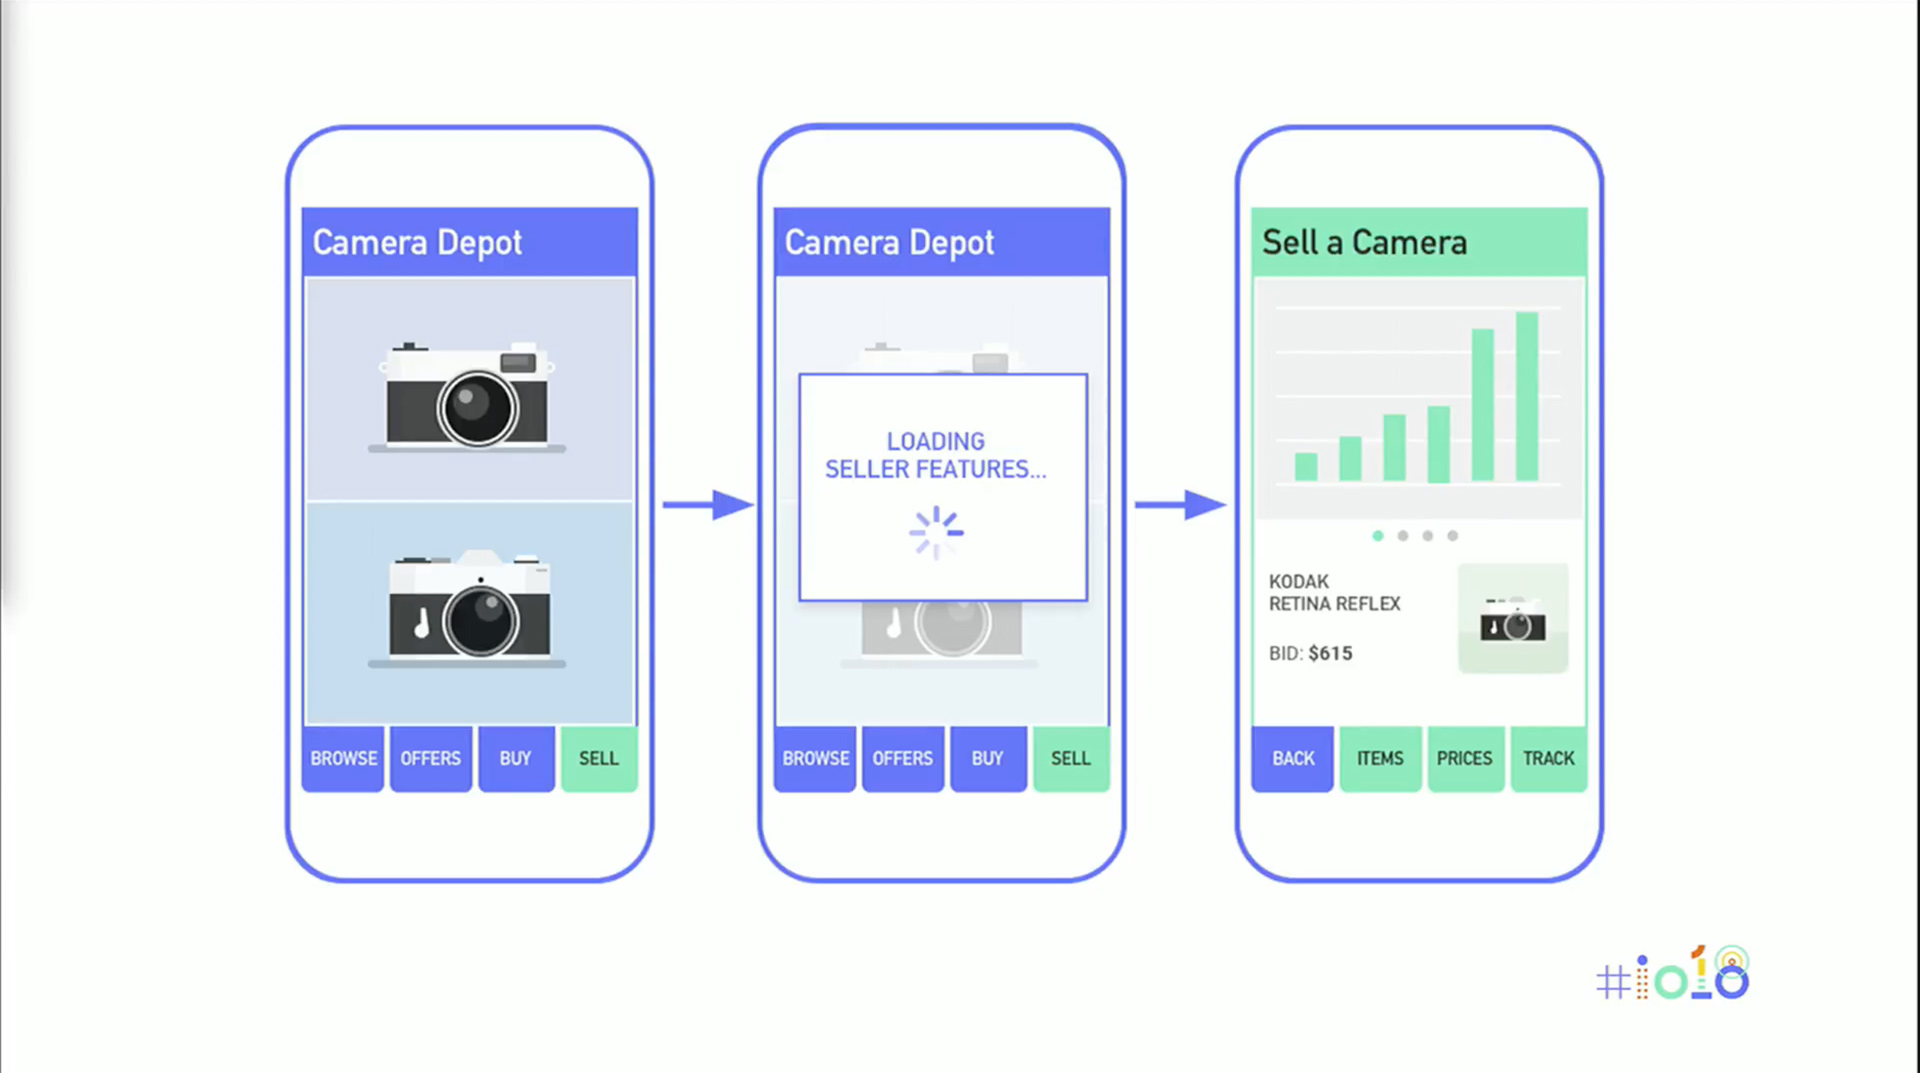 Camera Depot
BROWSE
OFFERS
BUY
SELL
Camera Depot
LOADING
SELLER FEATURES...
BROWSE
OFFERS
BUY
SELL
Sell a Camera
KODAK
RETINA REFLEX
BID: $615
BACK
ITEMS
PRICES
TRACK
#io18